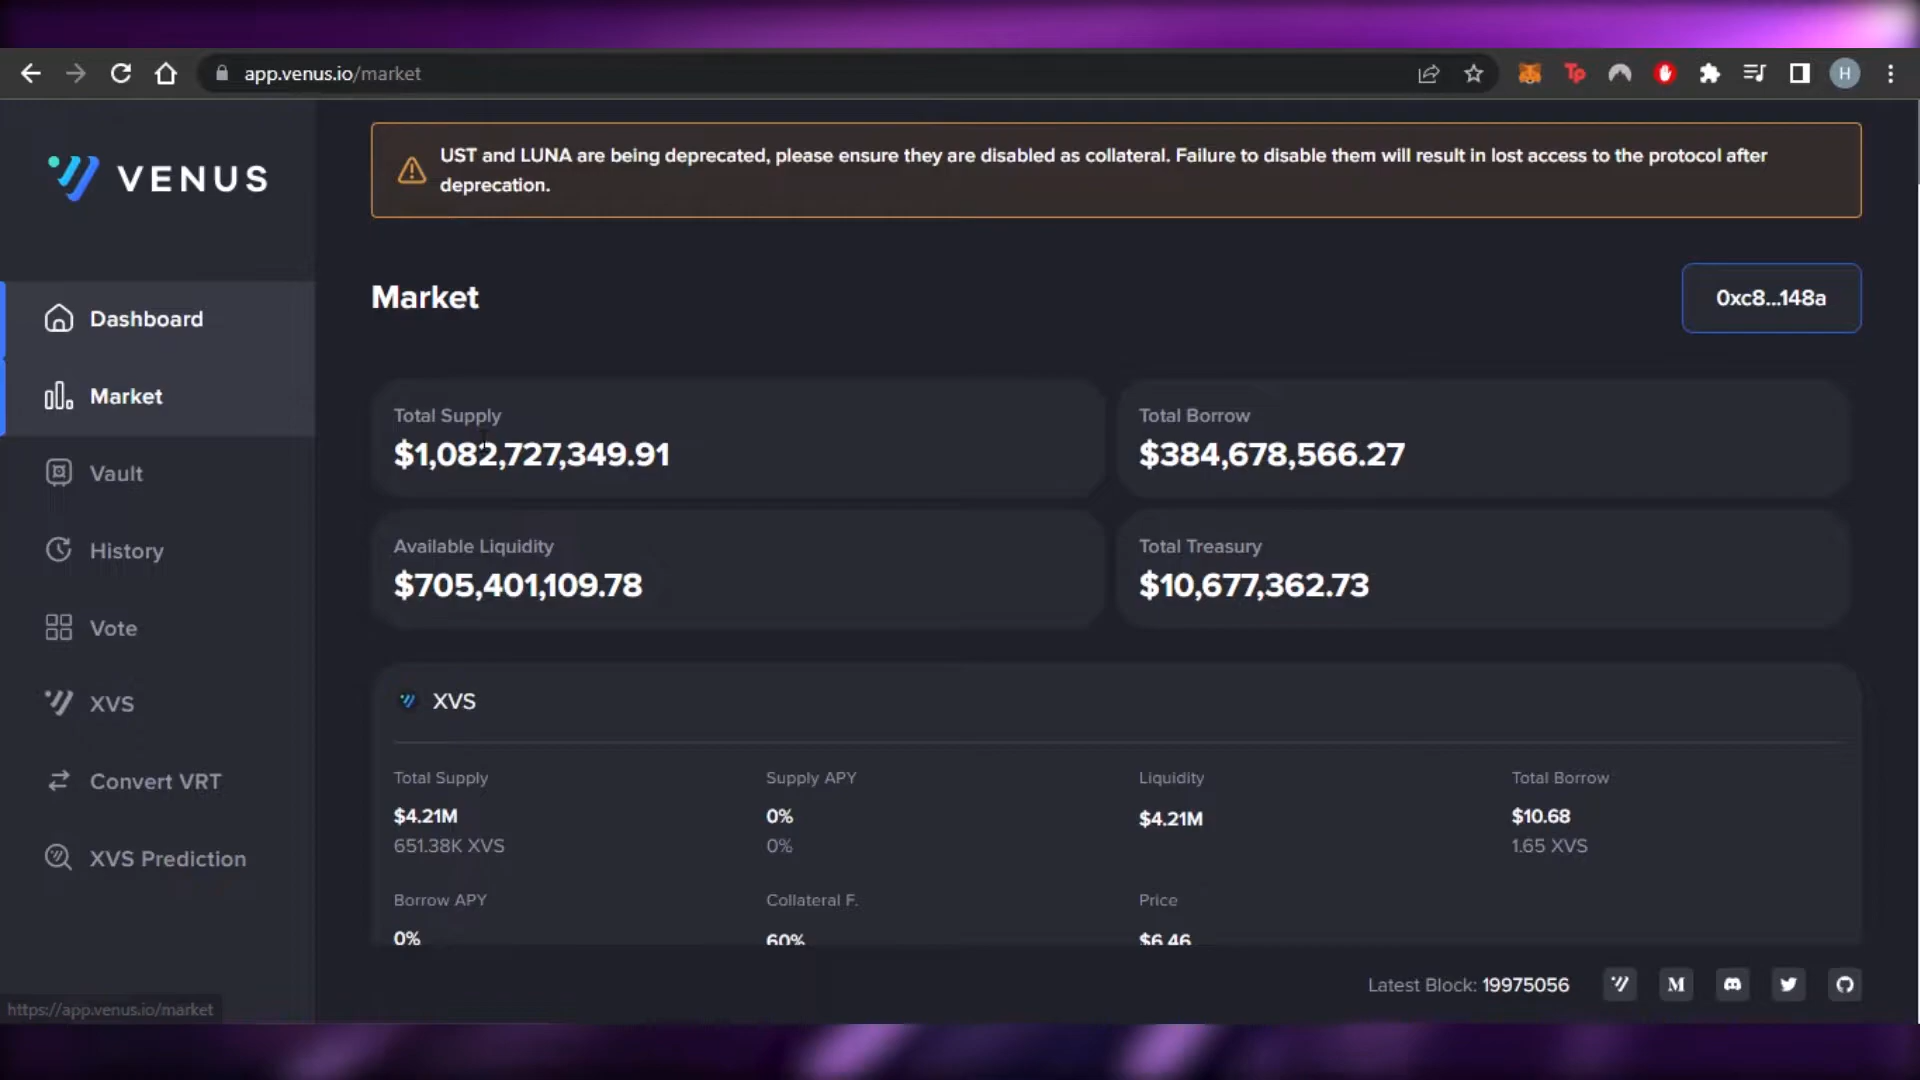 app.venus.io/market
Tp
H
VENUS
UST and LUNA are being deprecated, please ensure they are disabled as collateral. Failure to disable them will result in lost access to the protocol after
deprecation.
Dashboard
Market
Vault
History
Vote
XVS
Convert VRT
XVS Prediction
Market
0xc8...148a
Total Supply
$1,082,727,349.91
Total Borrow
$384,678,566.27
Available Liquidity
$705,401,109.78
Total Treasury
$10,677,362.73
XVS
Total Supply
$4.21M
651.38K XVS
Supply APY
0%
0%
Liquidity
$4.21M
Total Borrow
$10.68
1.65 XVS
Borrow APY
0%
Collateral F.
60%
Price
$6.46
Latest Block: 19975056
M
https://app.venus.io/market